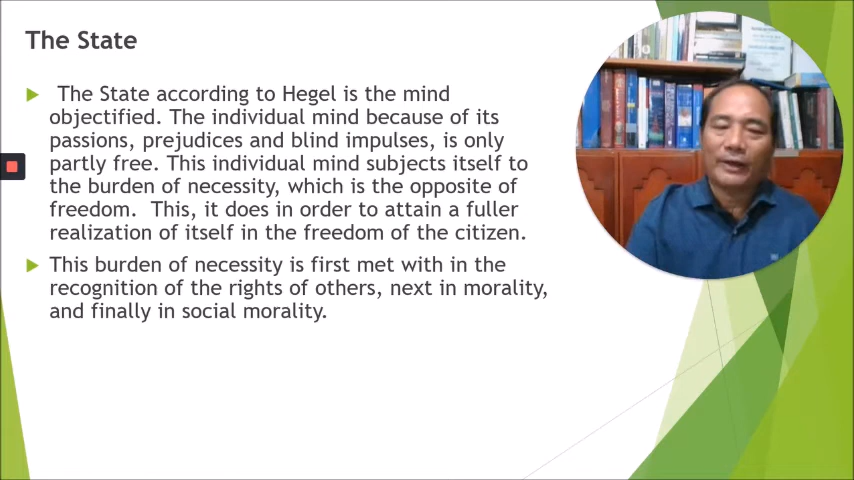 The State
The State according to Hegel is the mind
objectified. The individual mind because of its
passions, prejudices and blind impulses, is only
partly free. This individual mind subjects itself to
the burden of necessity, which is the opposite of
freedom. This, it does in order to attain a fuller
realization of itself in the freedom of the citizen.
This burden of necessity is first met with in the
recognition of the rights of others, next in morality,
and finally in social morality.